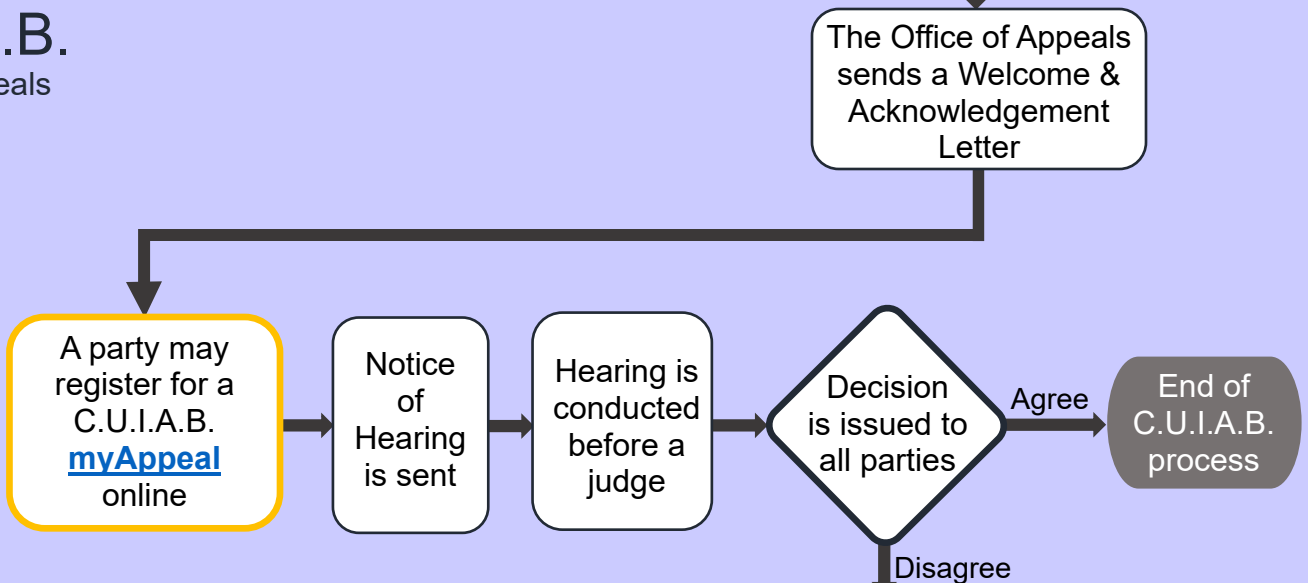 .B.
eals
The Office of Appeals
sends a Welcome &
Acknowledgement
Letter
A party may
register for a
C.U.I.A.B.
myAppeal
online
Notice
of
Hearing
is sent
Hearing is
conducted
before a
judge
Decision
is issued to
all parties
Agree
End of
C.U.I.A.B.
process
Disagree